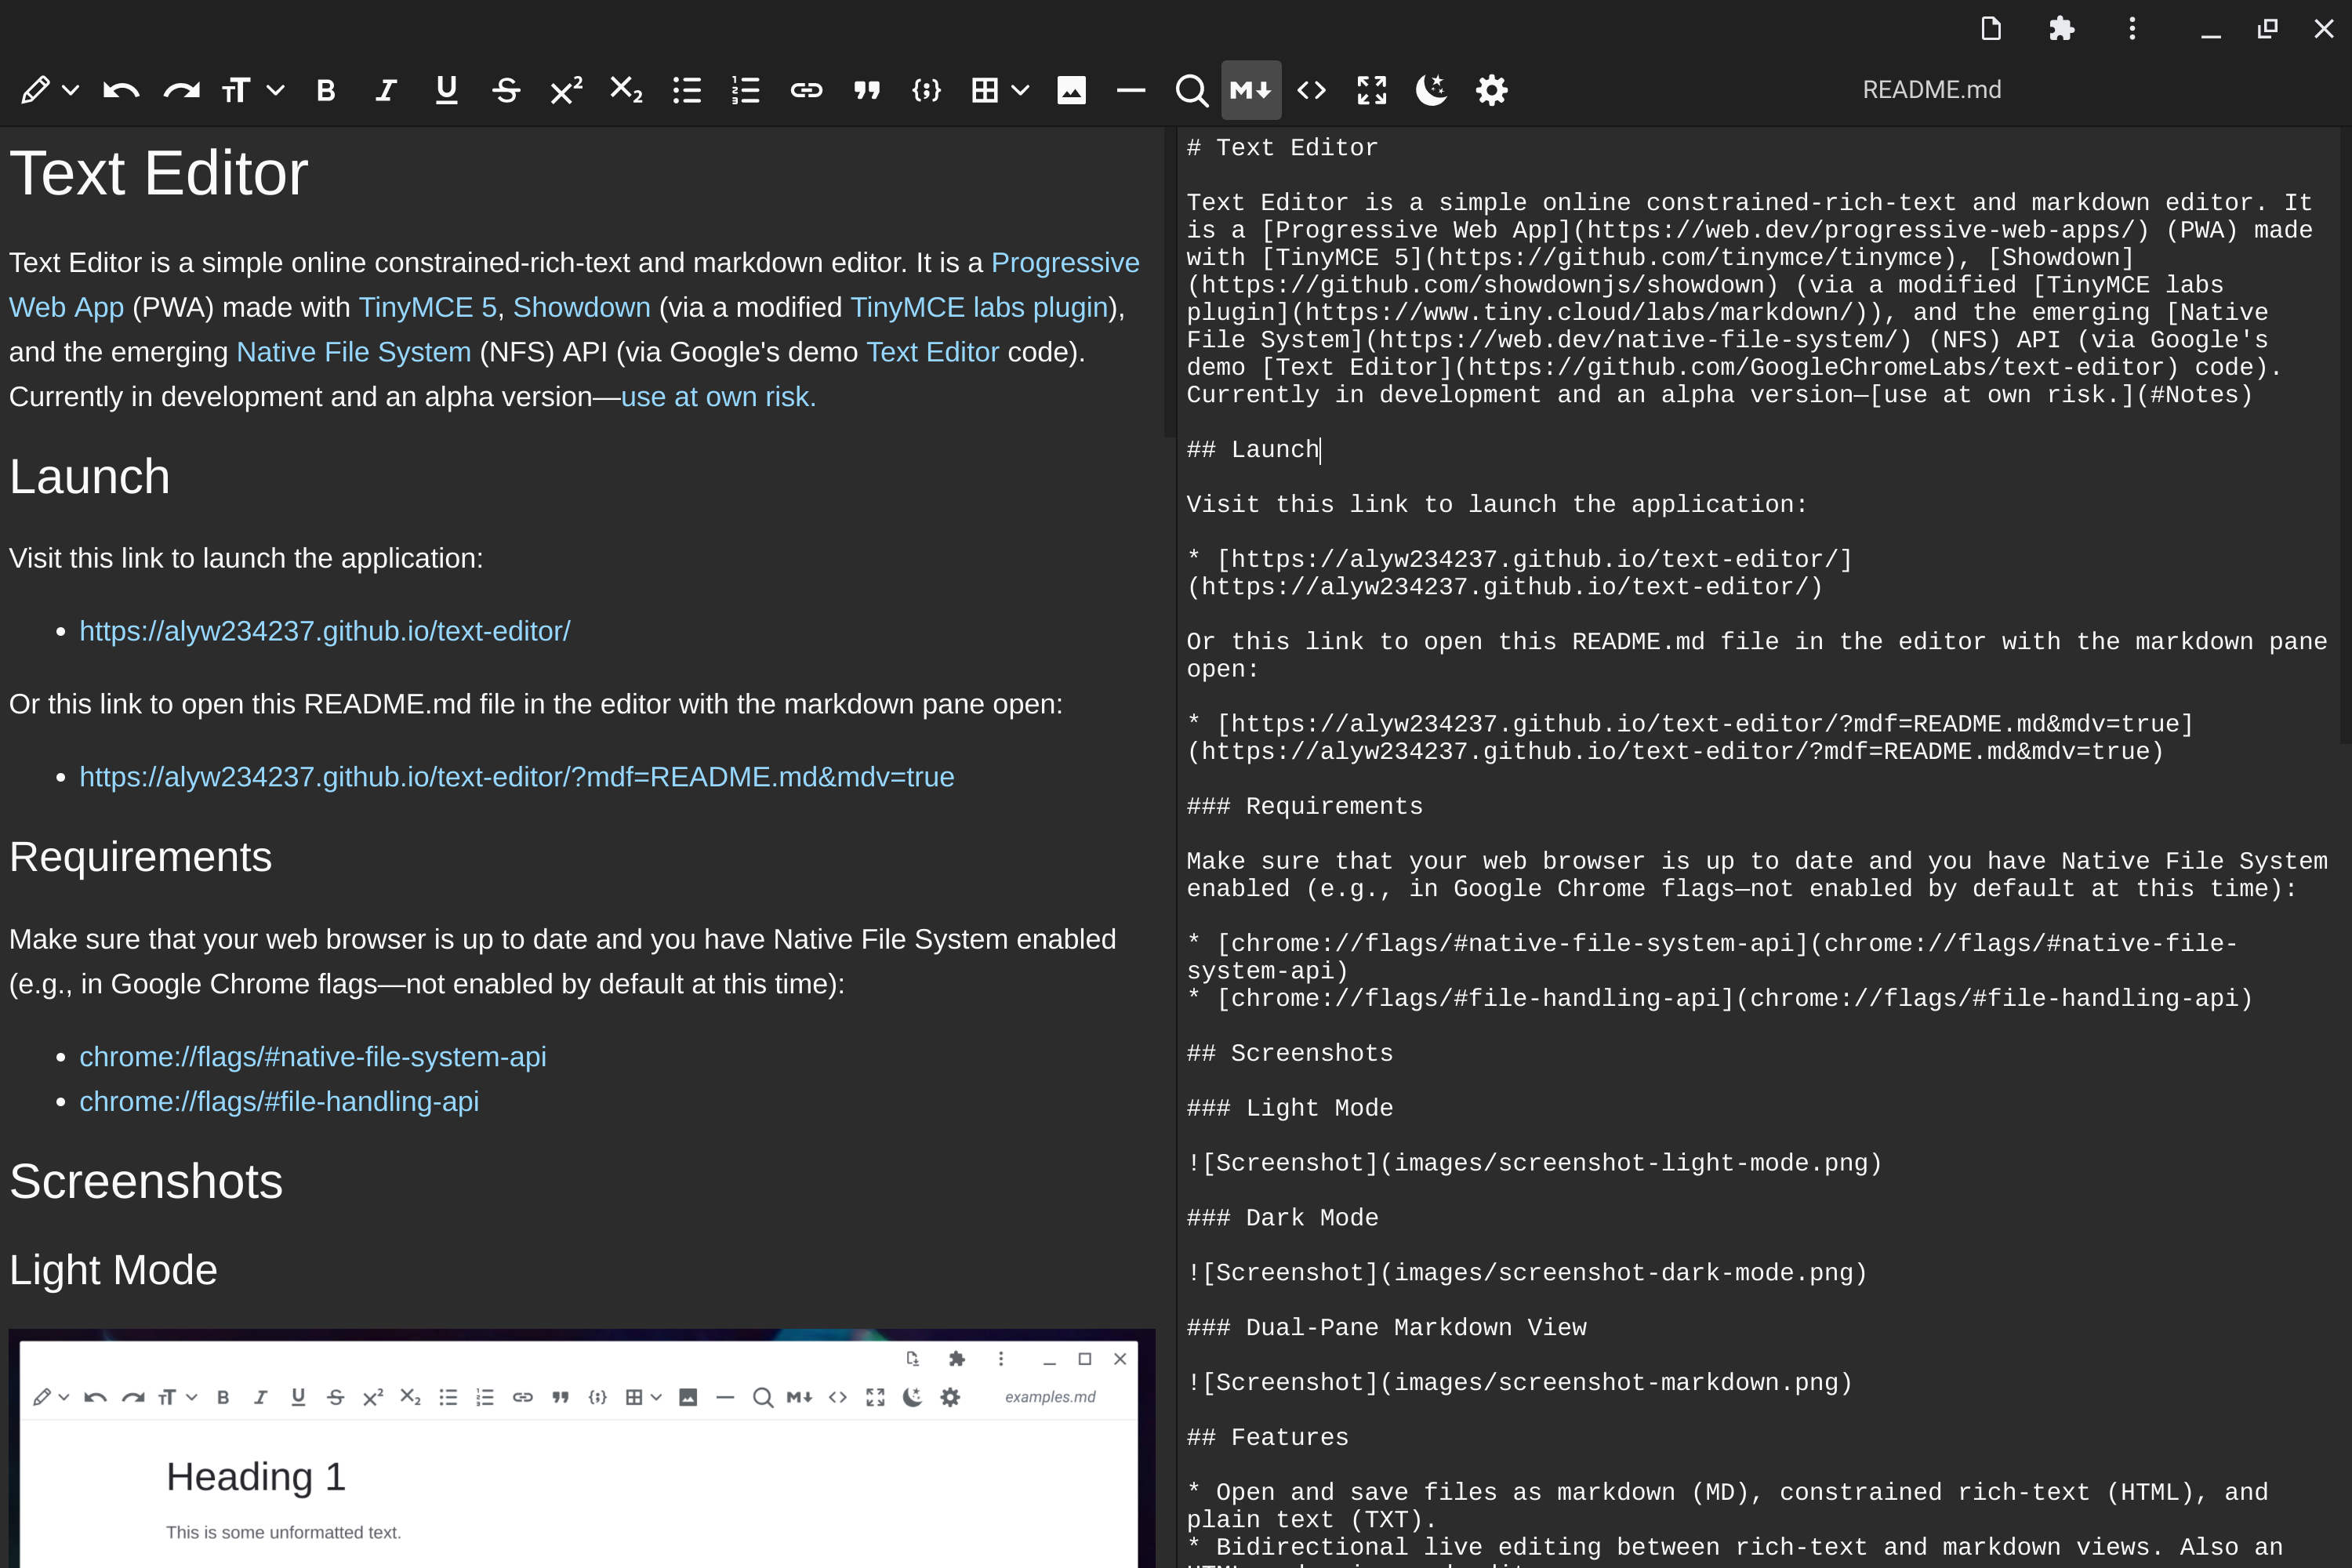 README.md
Text Editor
Text Editor is a simple online constrained-rich-text and markdown editor. It is a Progressive
Web App (PWA) made with TinyMCE 5, Showdown (via a modified TinyMCE labs plugin),
and the emerging Native File System (NFS) API (via Google's demo Text Editor code).
Currently in development and an alpha version—use at own risk.
Launch
Visit this link to launch the application:
• https://alyw234237.github.io/text-editor/
Or this link to open this README.md file in the editor with the markdown pane open:
• https://alyw234237.github.io/text-editor/?mdf=README.md&mdv=true
Requirements
Make sure that your web browser is up to date and you have Native File System enabled
(e.g., in Google Chrome flags—not enabled by default at this time):
• chrome://flags/#native-file-system-api
• chrome://flags/#file-handling-api
Screenshots
Light Mode
examples.md
Heading 1
This is some unformatted text.
# Text Editor
Text Editor is a simple online constrained-rich-text and markdown editor. It
is a [Progressive Web App](https://web.dev/progressive-web-apps/) (PWA) made
with [TinyMCE 5](https://github.com/tinymce/tinymce), [Showdown]
(https://github.com/showdownjs/showdown) (via a modified [TinyMCE labs
plugin](https://www.tiny.cloud/labs/markdown/)), and the emerging [Native
File System](https://web.dev/native-file-system/) (NFS) API (via Google's
demo [Text Editor](https://github.com/GoogleChromeLabs/text-editor) code).
Currently in development and an alpha version—[use at own risk.](#Notes)
## Launch
Visit this link to launch the application:
* [https://alyw234237.github.io/text-editor/]
(https://alyw234237.github.io/text-editor/)
Or this link to open this README.md file in the editor with the markdown pane
open:
* [https://alyw234237.github.io/text-editor/?mdf=README.md&mdv=true]
(https://alyw234237.github.io/text-editor/?mdf=README.md&mdv=true)
### Requirements
Make sure that your web browser is up to date and you have Native File System
enabled (e.g., in Google Chrome flags—not enabled by default at this time):
* [chrome://flags/#native-file-system-api](chrome://flags/#native-file-
system-api)
* [chrome://flags/#file-handling-api](chrome://flags/#file-handling-api)
## Screenshots
### Light Mode
![Screenshot](images/screenshot-light-mode.png)
### Dark Mode
![Screenshot](images/screenshot-dark-mode.png)
### Dual-Pane Markdown View
![Screenshot](images/screenshot-markdown.png)
## Features
* Open and save files as markdown (MD), constrained rich-text (HTML), and
plain text (TXT).
* Bidirectional live editing between rich-text and markdown views. Also an